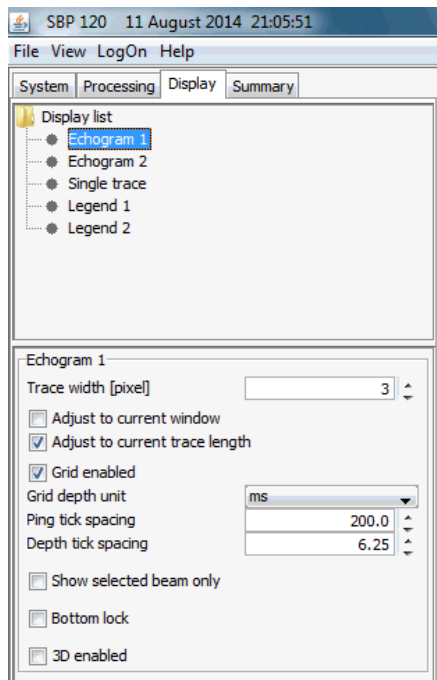 SBP 120 11 August 2014 21:05:51
File View LogOn Help
System Processing Display Summary
Display list
Echogram 1
Echogram 2
Single trace
Legend 1
Legend 2
Echogram 1
Trace width [pixel] 3
Adjust to current window
Adjust to current trace length
Grid enabled
Grid depth unit ms
Ping tick spacing 200.0
Depth tick spacing 6.25
Show selected beam only
Bottom lock
3D enabled